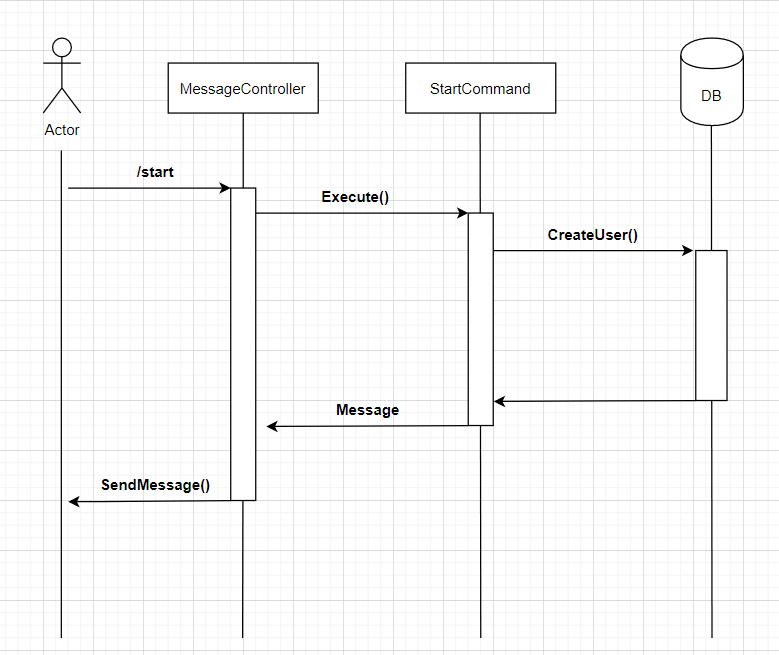 MessageController
StartCommand
DB
Actor
/start
Execute()
CreateUser()
Message
SendMessage()